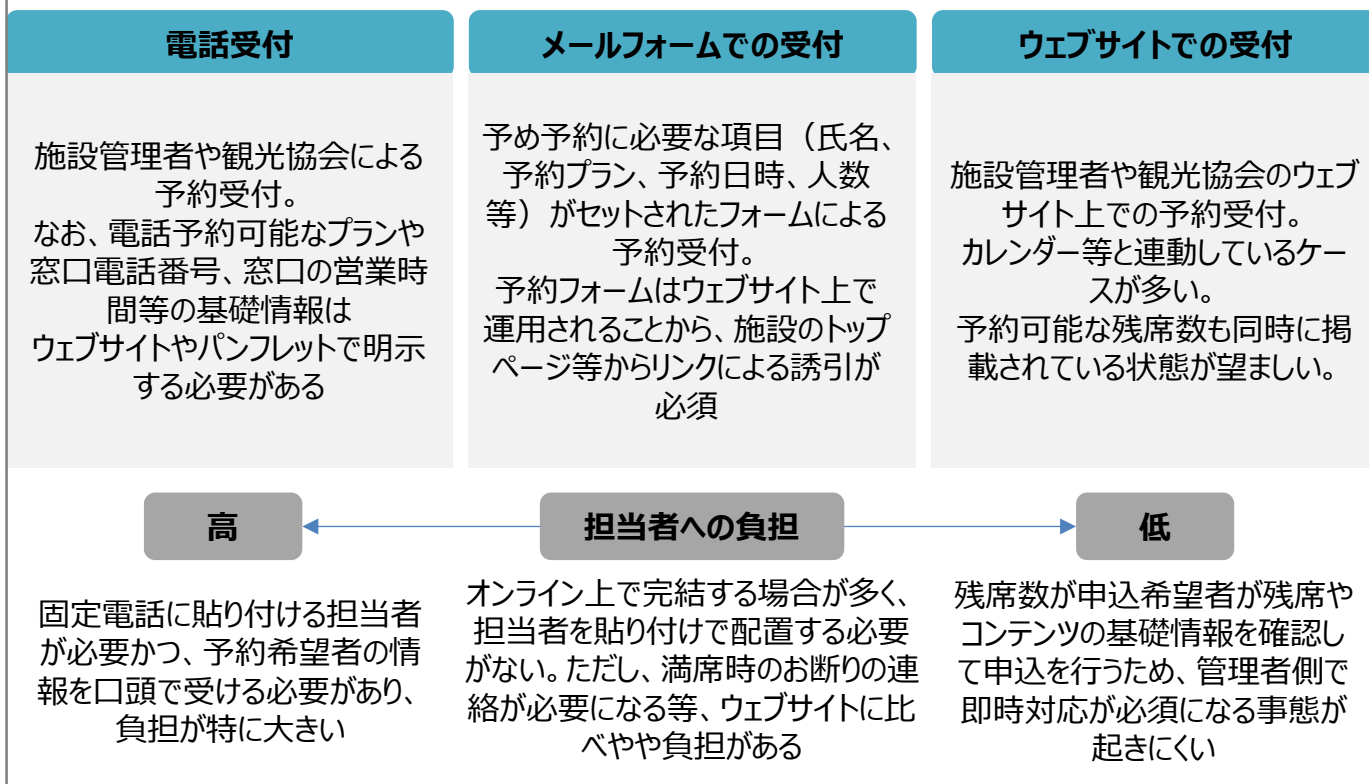 電話受付
施設管理者や観光協会による
予約受付。
なお、電話予約可能なプランや
窓口電話番号、窓口の営業時
間等の基礎情報は
ウェブサイトやパンフレットで明示
する必要がある
メールフォームでの受付
予め予約に必要な項目（氏名、
予約プラン、予約日時、人数
等）がセットされたフォームによる
予約受付。
予約フォームはウェブサイト上で
運用されることから、施設のトップ
ページ等からリンクによる誘引が
必須
ウェブサイトでの受付
施設管理者や観光協会のウェブ
サイト上での予約受付。
カレンダー等と連動しているケー
スが多い。
予約可能な残席数も同時に掲
載されている状態が望ましい。
高
担当者への負担
低
固定電話に貼り付ける担当者
が必要かつ、予約希望者の情
報を口頭で受ける必要があり、
負担が特に大きい
オンライン上で完結する場合が多く、
担当者を貼り付けで配置する必要
がない。ただし、満席時のお断りの連
絡が必要になる等、ウェブサイトに比
べやや負担がある
残席数が申込希望者が残席や
コンテンツの基礎情報を確認し
て申込を行うため、管理者側で
即時対応が必須になる事態が
起きにくい